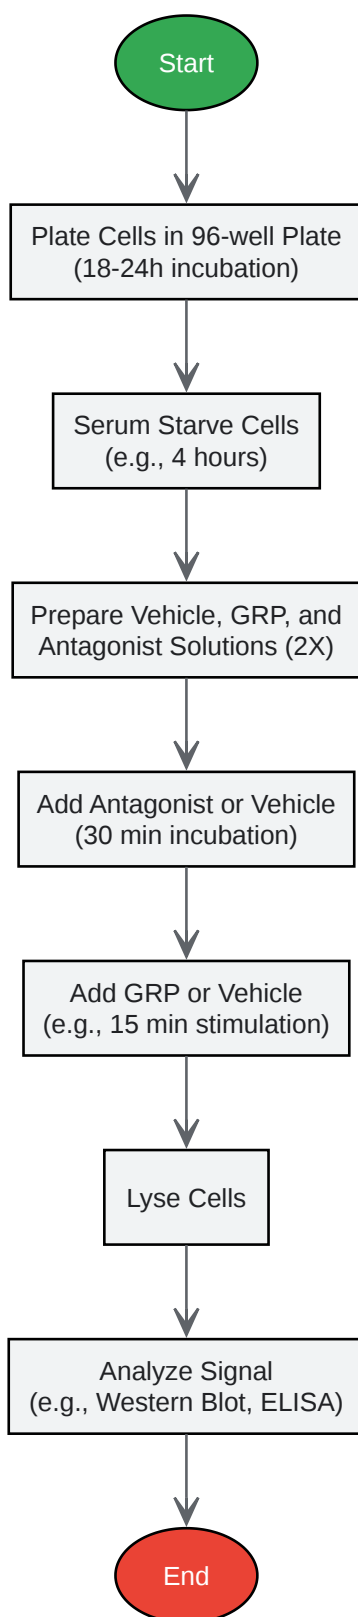 Start
Plate Cells in 96-well Plate
(18-24h incubation)
Serum Starve Cells
(e.g., 4 hours)
Prepare Vehicle, GRP, and
Antagonist Solutions (2X)
Add Antagonist or Vehicle
(30 min incubation)
Add GRP or Vehicle
(e.g., 15 min stimulation)
Lyse Cells
Analyze Signal
(e.g., Western Blot, ELISA)
End